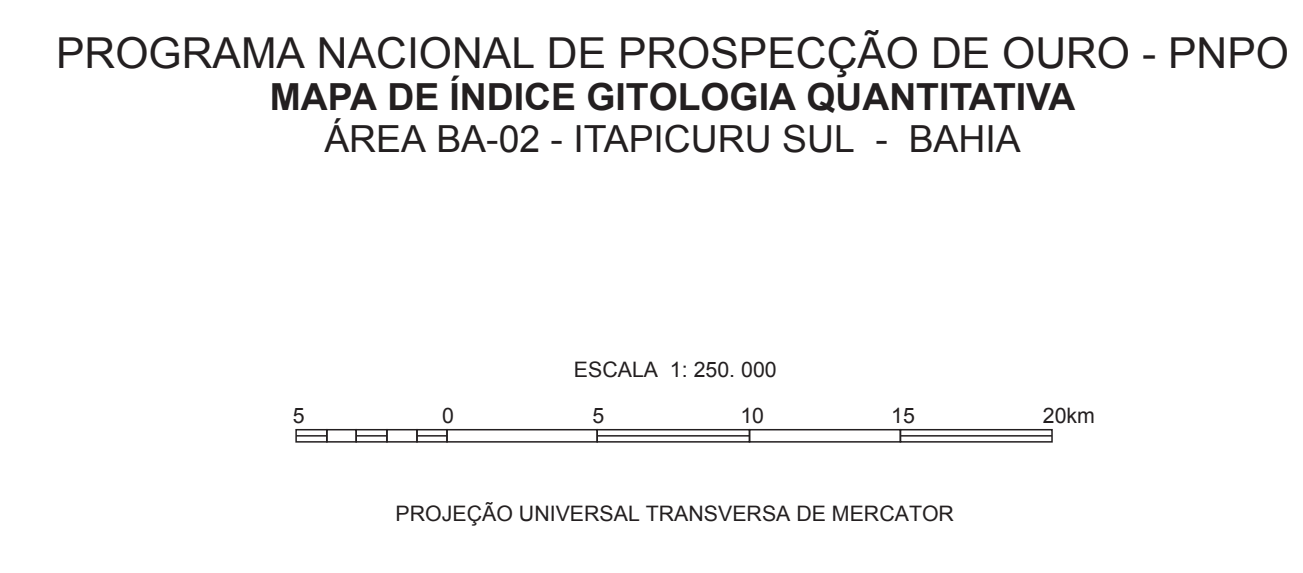 PROGRAMA NACIONAL DE PROSPECÇÃO DE OURO - PNPO
MAPA DE ÍNDICE GITOLOGIA QUANTITATIVA
ÁREA BA-02 - ITAPICURU SUL - BAHIA
ESCALA 1: 250. 000
5 0 5 10 15 20km
PROJEÇÃO UNIVERSAL TRANSVERSA DE MERCATOR